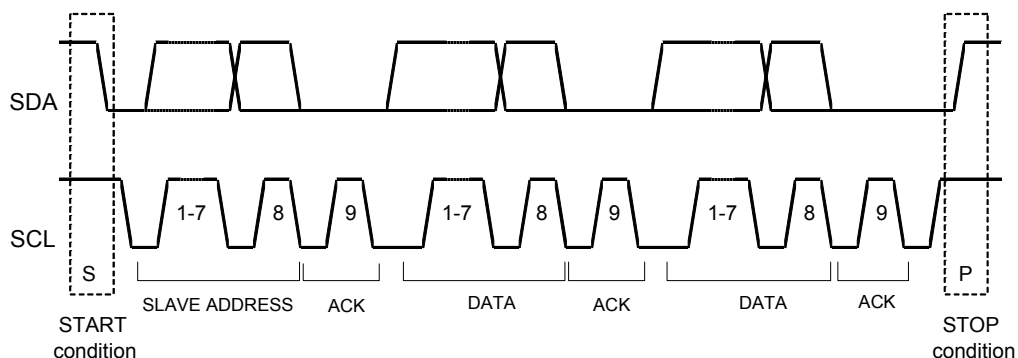 SDA
1-7 8 9 1-7 8 9 1-7 8 9
SCL
S P
SLAVE ADDRESS ACK DATA ACK DATA ACK
START STOP
condition condition